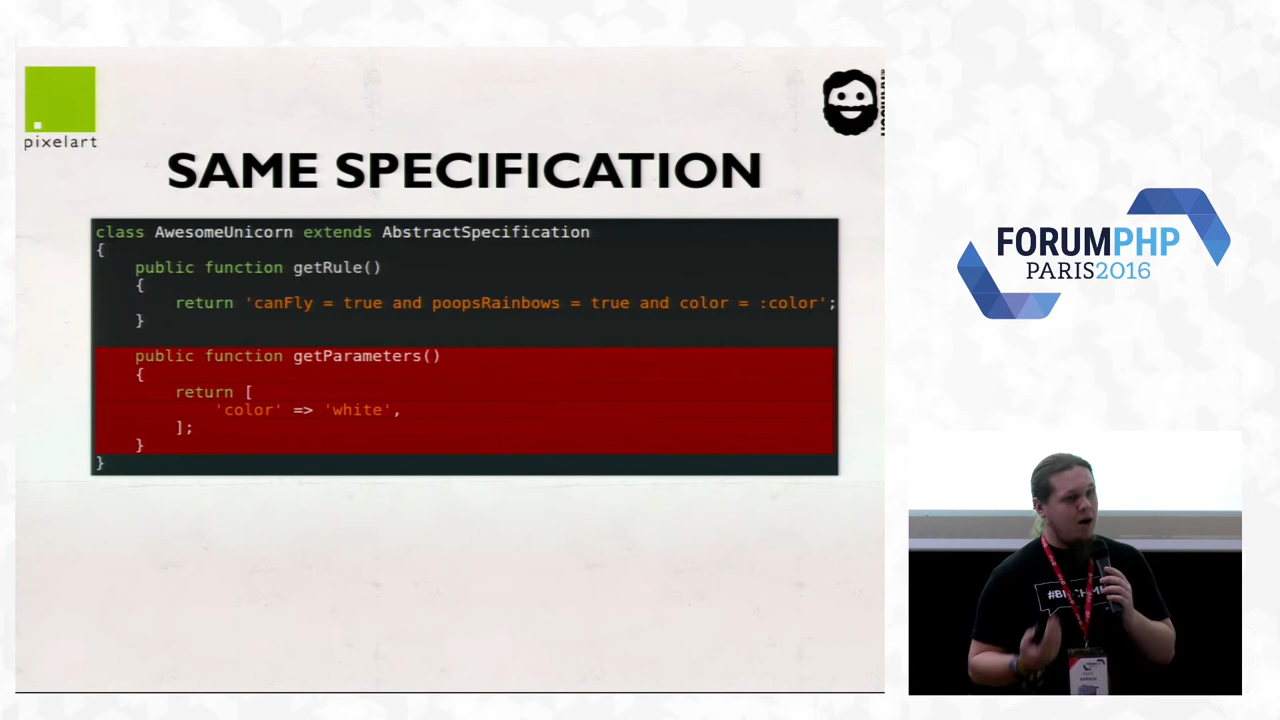 pixelart
SAME SPECIFICATION
class AwesomeUnicorn extends AbstractSpecification
{
public function getRule()
{
return 'canFly = true and poopsRainbows = true and color = :color';
}
public function getParameters()
{
return [
'color' => 'white',
];
}
}
FORUMPHP
PARIS2016